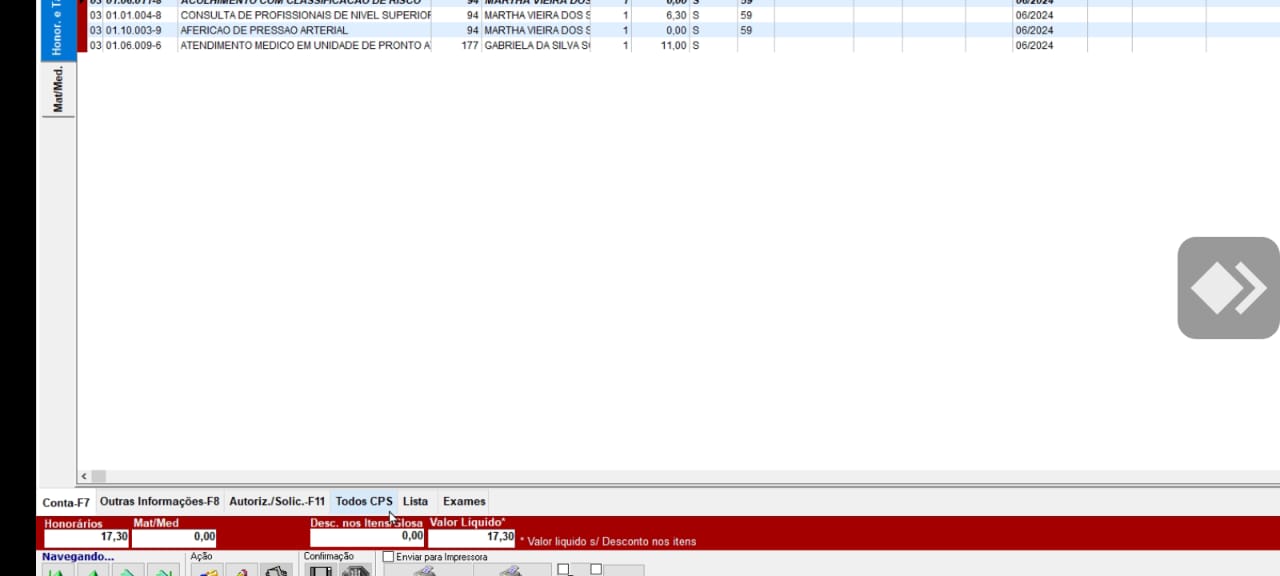 03 01.06.011-8 ACOLHIMENTO COM CLASSIFICACAO DE RISCO 94 MARTHA VIEIRA DOS 1 0,00 S 59 06/2024
03 01.01.004-8 CONSULTA DE PROFISSIONAIS DE NIVEL SUPERIOR 94 MARTHA VIEIRA DOS S 1 6,30 S 59 06/2024
03 01.10.003-9 AFERICAO DE PRESSAO ARTERIAL 94 MARTHA VIEIRA DOS S 1 0,00 S 59 06/2024
03 01.06.009-6 ATENDIMENTO MEDICO EM UNIDADE DE PRONTO A 177 GABRIELA DA SILVA S 1 11,00 S 06/2024
Honor. e Ta
Mat/Med.
Conta-F7 Outras Informações-F8 Autoriz./Solic.-F11 Todos CPS Lista Exames
Honorários Mat/Med Desc. nos Itens/Glosa Valor Líquido*
17,30 0,00 0,00 17,30 * Valor liquido s/ Desconto nos itens
Navegando... Ação Confirmação Enviar para Impressora